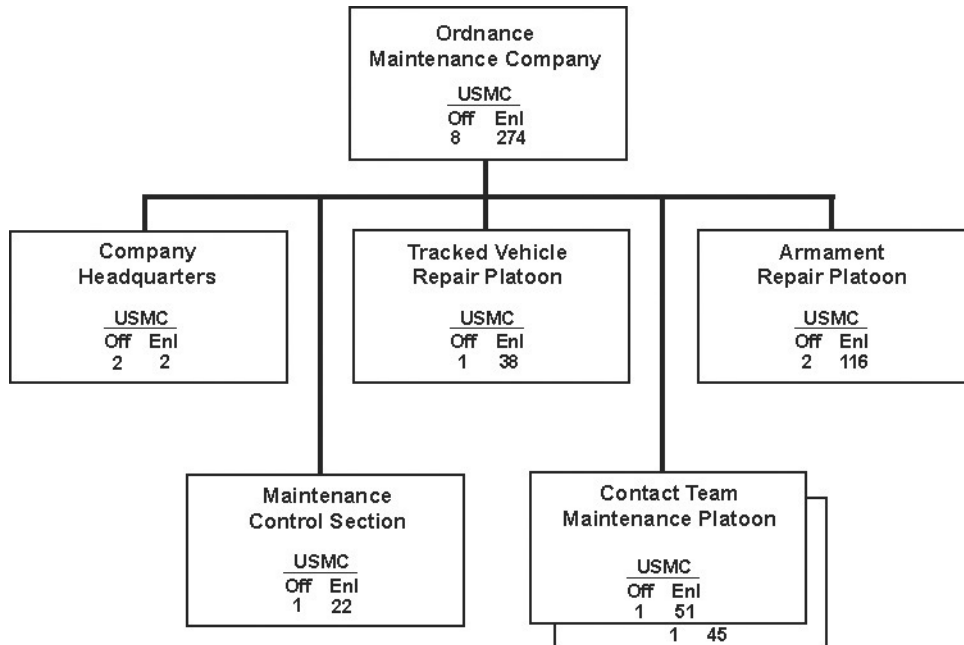 Ordnance
Maintenance Company
USMC
Off Enl
8 274
Company
Headquarters
USMC
Off Enl
2 2
Tracked Vehicle
Repair Platoon
USMC
Off Enl
1 38
Armament
Repair Platoon
USMC
Off Enl
2 116
Maintenance
Control Section
USMC
Off Enl
1 22
Contact Team
Maintenance Platoon
USMC
Off Enl
1 51
1 45